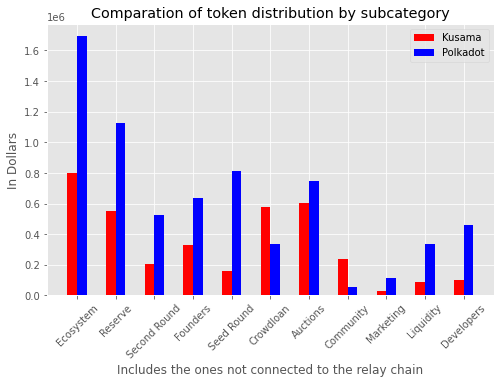 Comparation of token distribution by subcategory
1e6
Kusama
Polkadot
1.6
1.4
1.2
1.0
0.8
0.6
0.4
0.2
0.0
In Dollars
Ecosystem
Reserve
Second Round
Founders
Seed Round
Crowdloan
Auctions
Community
Marketing
Liquidity
Developers
Includes the ones not connected to the relay chain